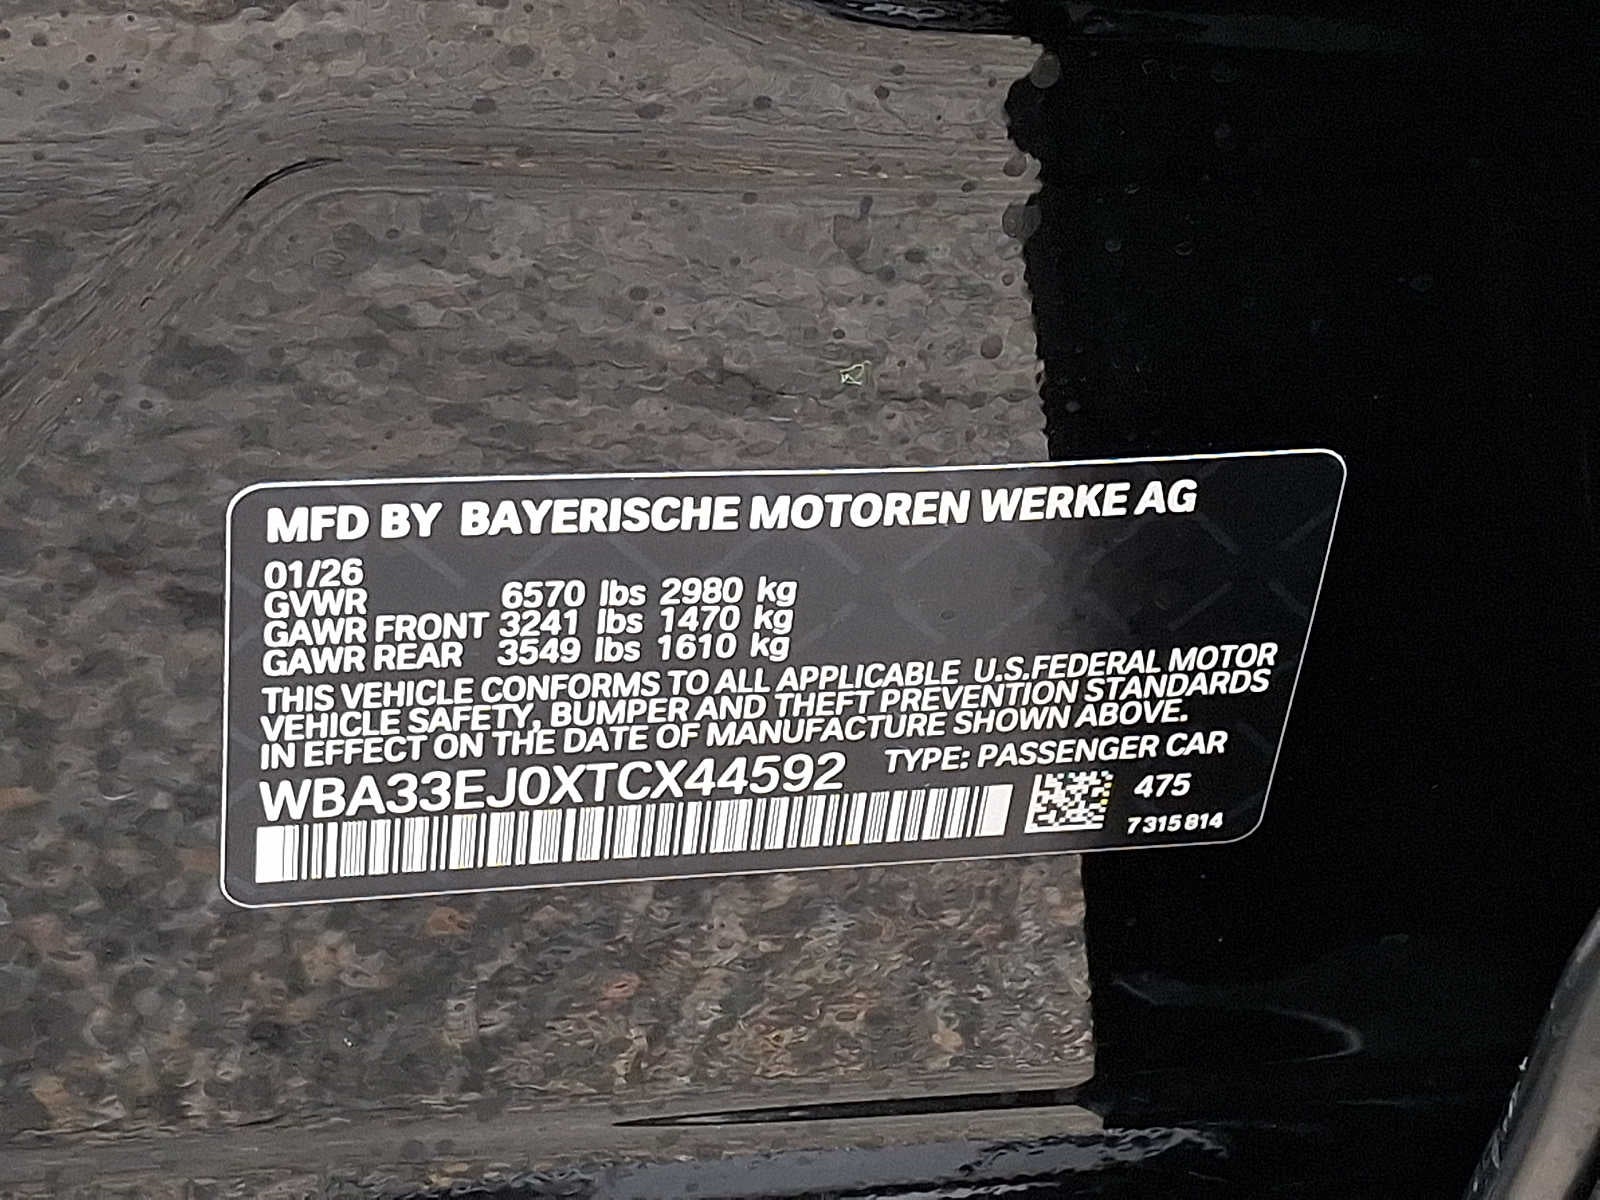 MFD BY BAYERISCHE MOTOREN WERKE AG
01/26
GVWR 6570 lbs 2980 kg
GAWR FRONT 3241 lbs 1470 kg
GAWR REAR 3549 lbs 1610 kg
THIS VEHICLE CONFORMS TO ALL APPLICABLE U.S.FEDERAL MOTOR
VEHICLE SAFETY, BUMPER AND THEFT PREVENTION STANDARDS
IN EFFECT ON THE DATE OF MANUFACTURE SHOWN ABOVE.
WBA33EJ0XTCX44592 TYPE: PASSENGER CAR
475
7315814